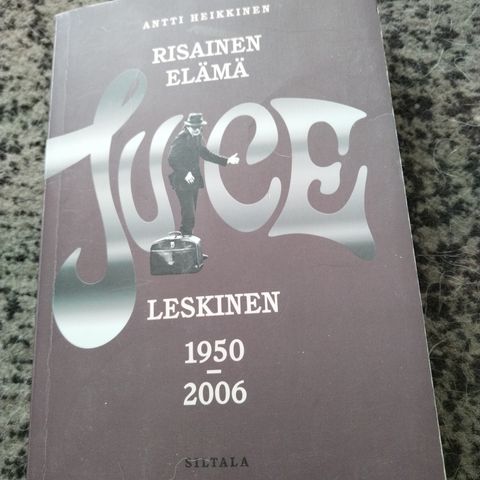 ANTTI HEIKKINEN
RISAINEN
ELÄMÄ
JUICE
LESKINEN
1950
–
2006
SILTALA